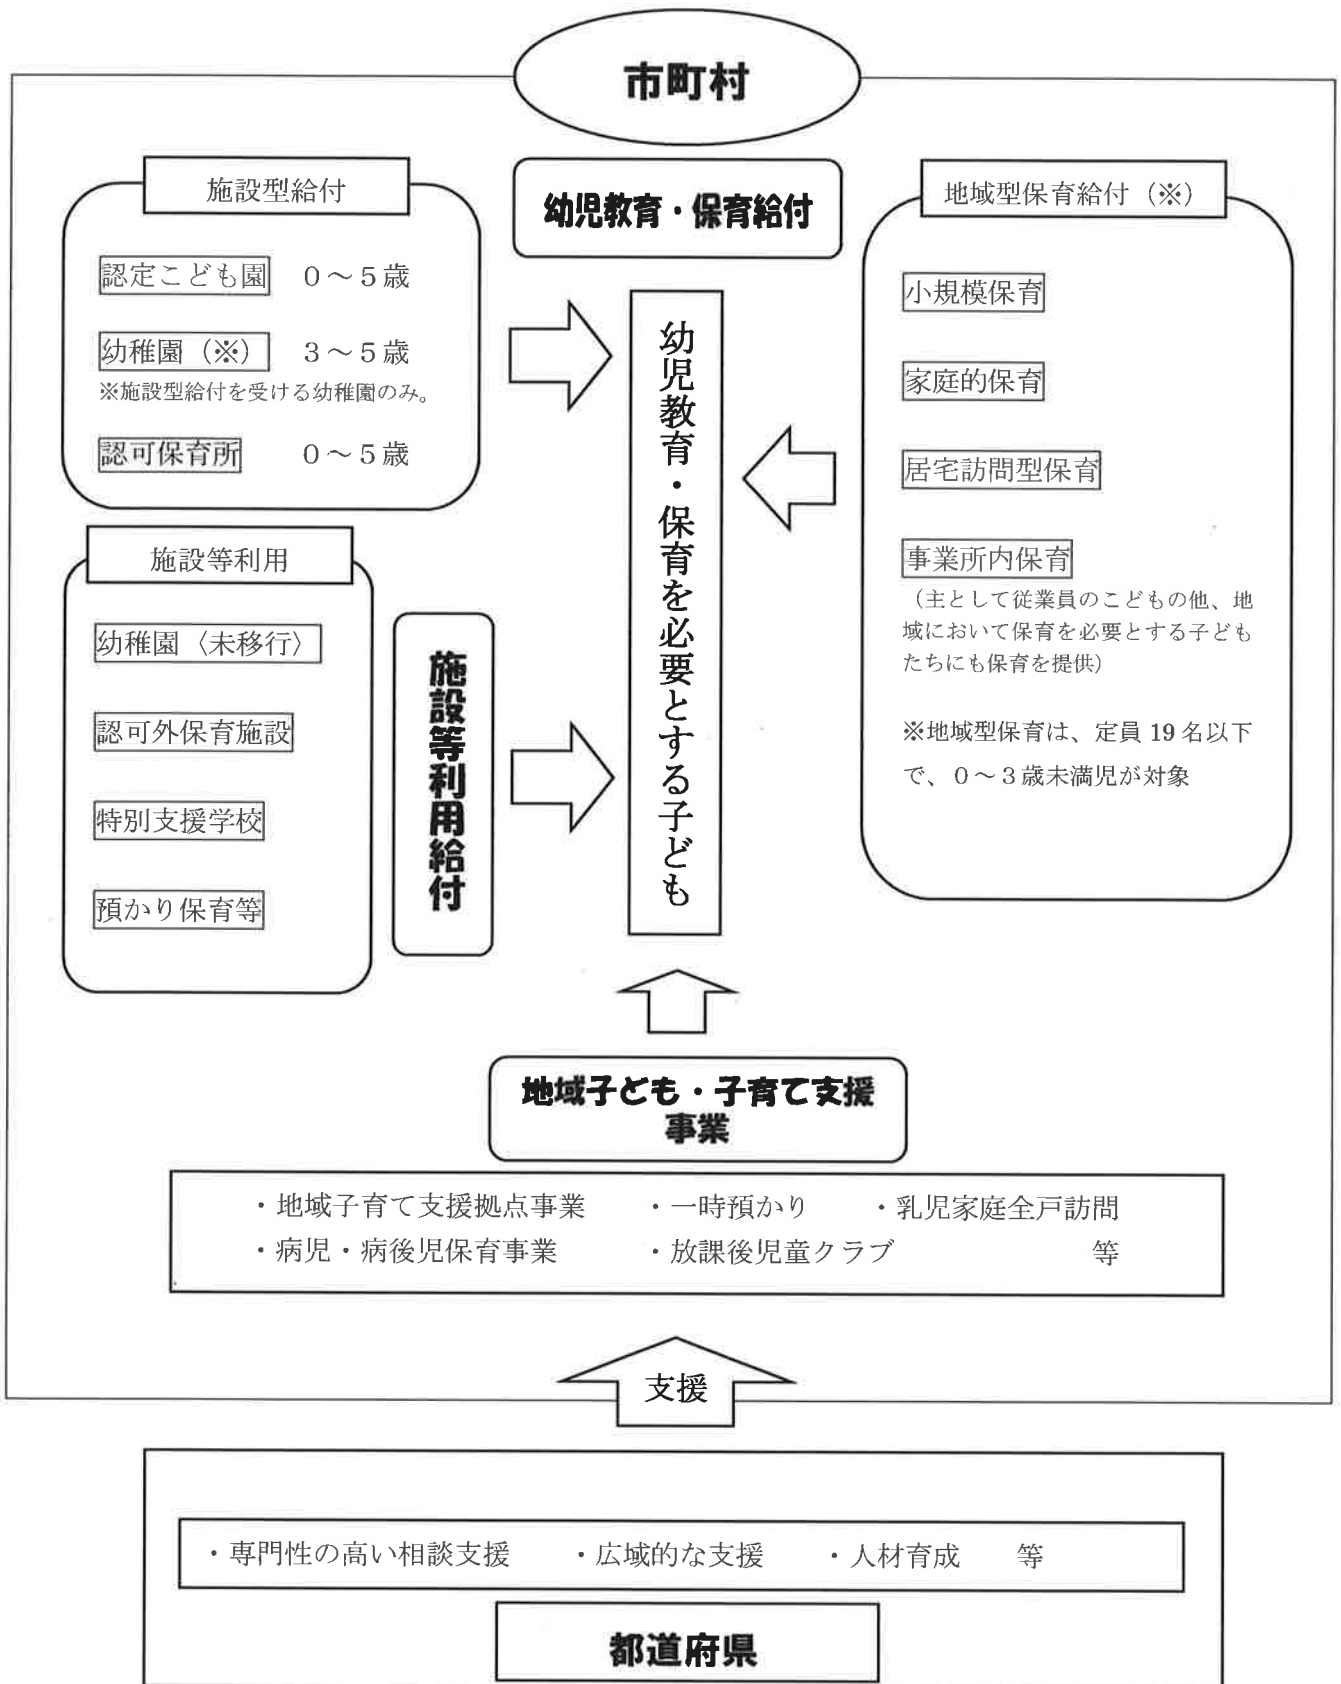 市町村
施設型給付
認定こども園　０～５歳
幼稚園（※）　３～５歳
※施設型給付を受ける幼稚園のみ。
認可保育所　０～５歳
幼児教育・保育給付
地域型保育給付（※）
小規模保育
家庭的保育
居宅訪問型保育
事業所内保育
（主として従業員のこどもの他、地
域において保育を必要とする子ども
たちにも保育を提供）
※地域型保育は、定員 19 名以下
で、０～３歳未満児が対象
幼児教育・保育を必要とする子ども
施設等利用
幼稚園〈未移行〉
認可外保育施設
特別支援学校
預かり保育等
施設等利用給付
地域子ども・子育て支援
事業
・地域子育て支援拠点事業　・一時預かり　・乳児家庭全戸訪問
・病児・病後児保育事業　・放課後児童クラブ　等
支援
・専門性の高い相談支援　・広域的な支援　・人材育成　等
都道府県